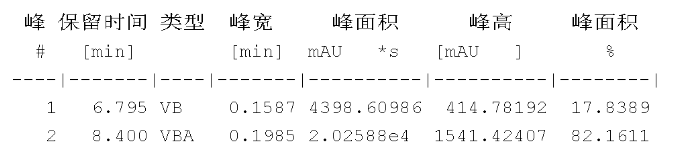 峰 保留时间 类型 峰宽 峰面积 峰高 峰面积
# [min] [min] mAU *s [mAU ] %
----|-------|----|-------|----------|----------|--------|
1 6.795 VB 0.1587 4398.60986 414.78192 17.8389
2 8.400 VBA 0.1985 2.02588e4 1541.42407 82.1611